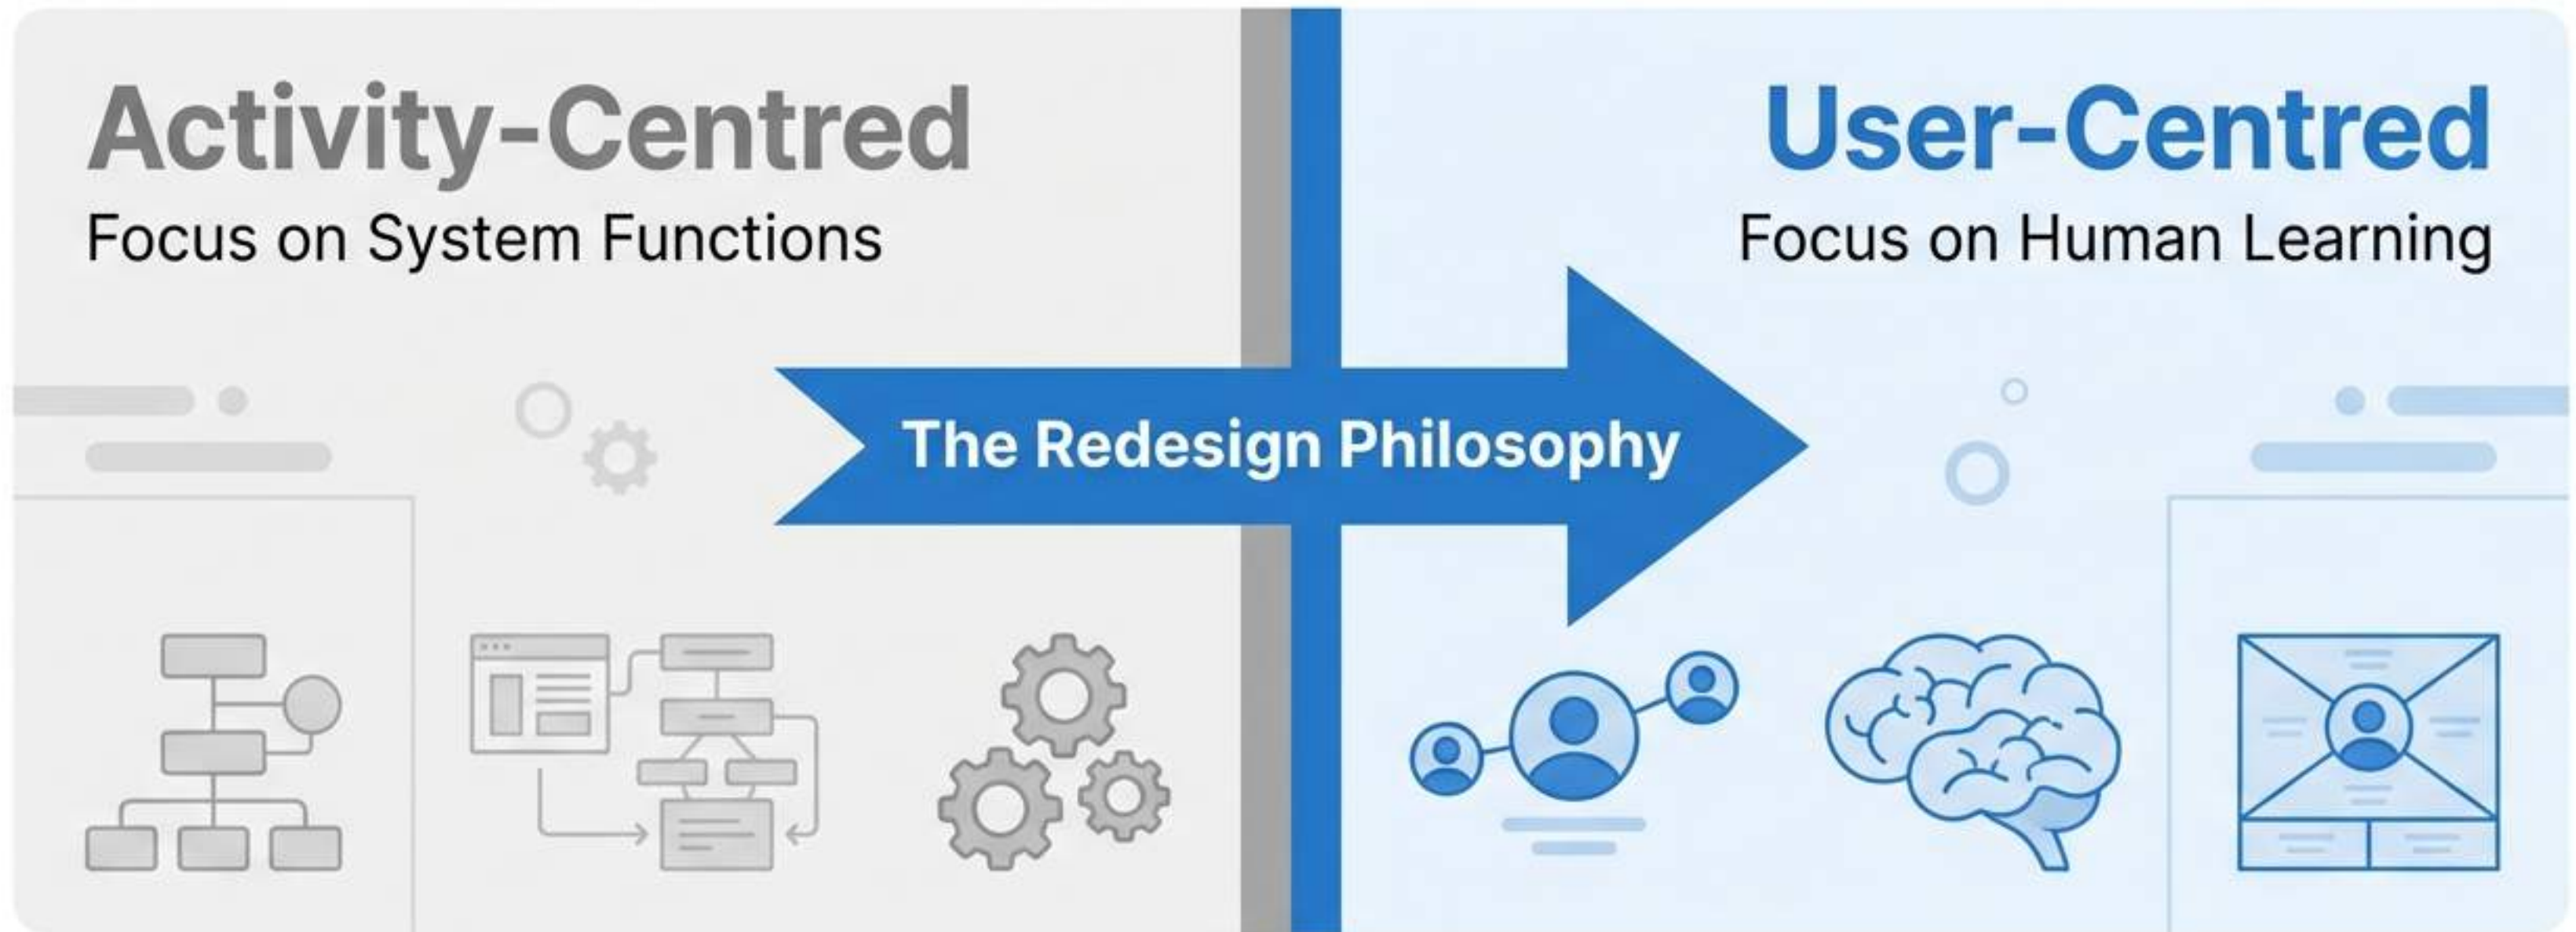 Activity-Centred
Focus on System Functions
User-Centred
Focus on Human Learning
The Redesign Philosophy